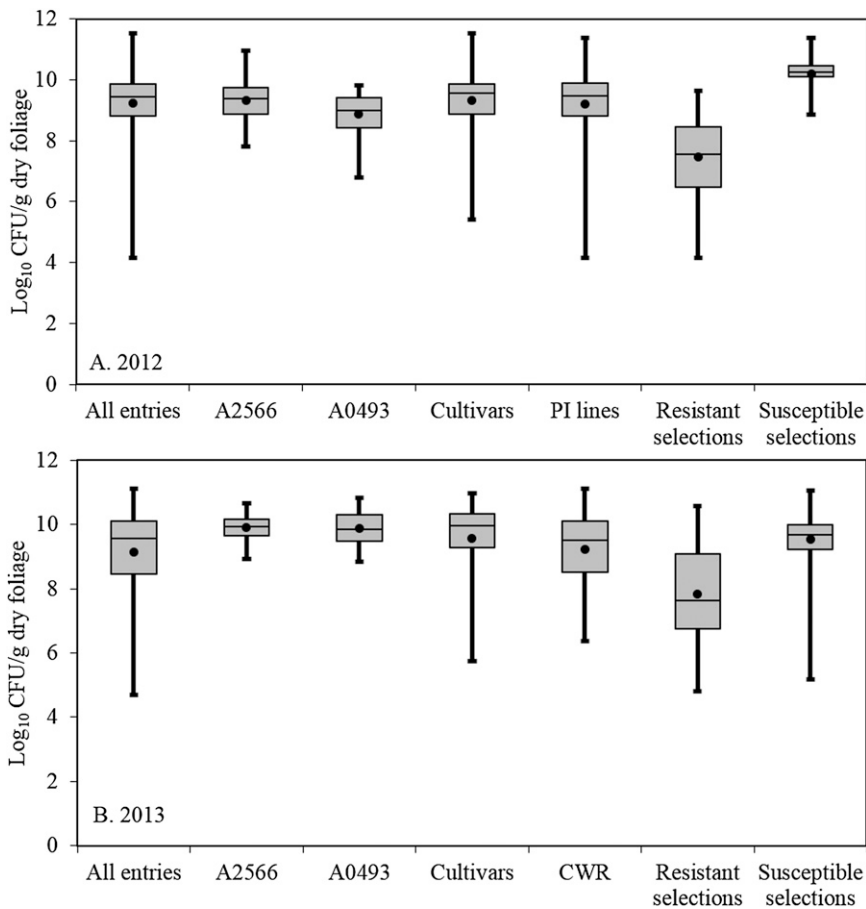 12
10
8
6
4
2
0
Log₁₀ CFU/g dry foliage
A. 2012
All entries A2566 A0493 Cultivars PI lines Resistant selections Susceptible selections
12
10
8
6
4
2
0
Log₁₀ CFU/g dry foliage
B. 2013
All entries A2566 A0493 Cultivars CWR Resistant selections Susceptible selections